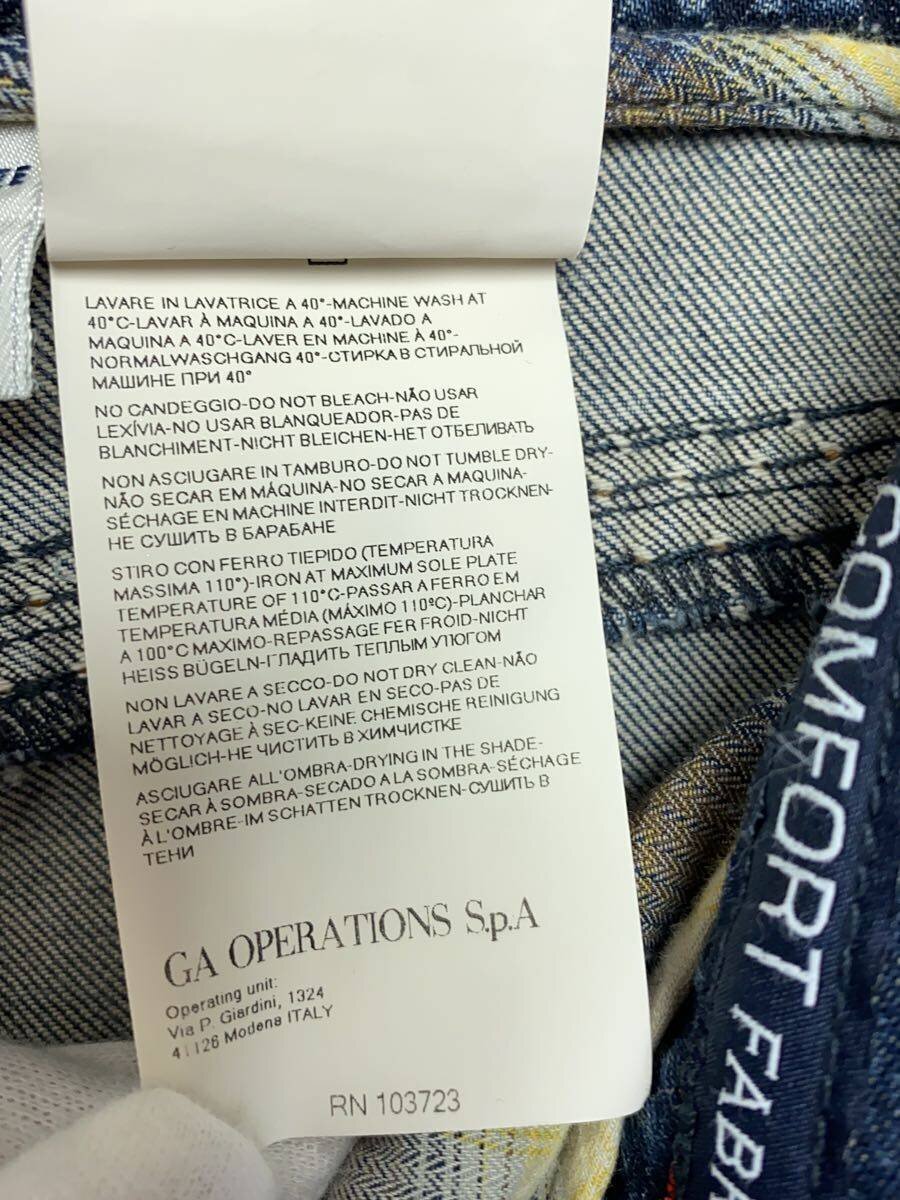 LAVARE IN LAVATRICE A 40°-MACHINE WASH AT
40°C-LAVAR À MAQUINA A 40°-LAVADO A
MAQUINA A 40°C-LAVER EN MACHINE À 40°-
NORMALWASCHGANG 40°-СТИРКА В СТИРАЛЬНОЙ
МАШИНЕ ПРИ 40°
NO CANDEGGIO-DO NOT BLEACH-NÃO USAR
LEXÍVIA-NO USAR BLANQUEADOR-PAS DE
BLANCHIMENT-NICHT BLEICHEN-НЕТ ОТБЕЛИВАТЬ
NON ASCIUGARE IN TAMBURO-DO NOT TUMBLE DRY-
NÃO SECAR EM MÁQUINA-NO SECAR A MAQUINA-
SÉCHAGE EN MACHINE INTERDIT-NICHT TROCKNEN-
НЕ СУШИТЬ В БАРАБАНЕ
STIRO CON FERRO TIEPIDO (TEMPERATURA
MASSIMA 110°)-IRON AT MAXIMUM SOLE PLATE
TEMPERATURE OF 110°C-PASSAR A FERRO EM
TEMPERATURA MÉDIA (MÁXIMO 110ºC)-PLANCHAR
A 100°C MAXIMO-REPASSAGE FER FROID-NICHT
HEISS BÜGELN-ГЛАДИТЬ ТЕПЛЫМ УТЮГОМ
NON LAVARE A SECCO-DO NOT DRY CLEAN-NÃO
LAVAR A SECO-NO LAVAR EN SECO-PAS DE
NETTOYAGE À SEC-KEINE CHEMISCHE REINIGUNG
MÖGLICH-НЕ ЧИСТИТЬ В ХИМЧИСТКЕ
ASCIUGARE ALL'OMBRA-DRYING IN THE SHADE-
SECAR À SOMBRA-SECADO A LA SOMBRA-SÉCHAGE
À L'OMBRE-IM SCHATTEN TROCKNEN-СУШИТЬ В
ТЕНИ
GA OPERATIONS S.p.A
Operating unit:
Via P. Giardini, 1324
41126 Modena ITALY
RN 103723
COMFORT FAB